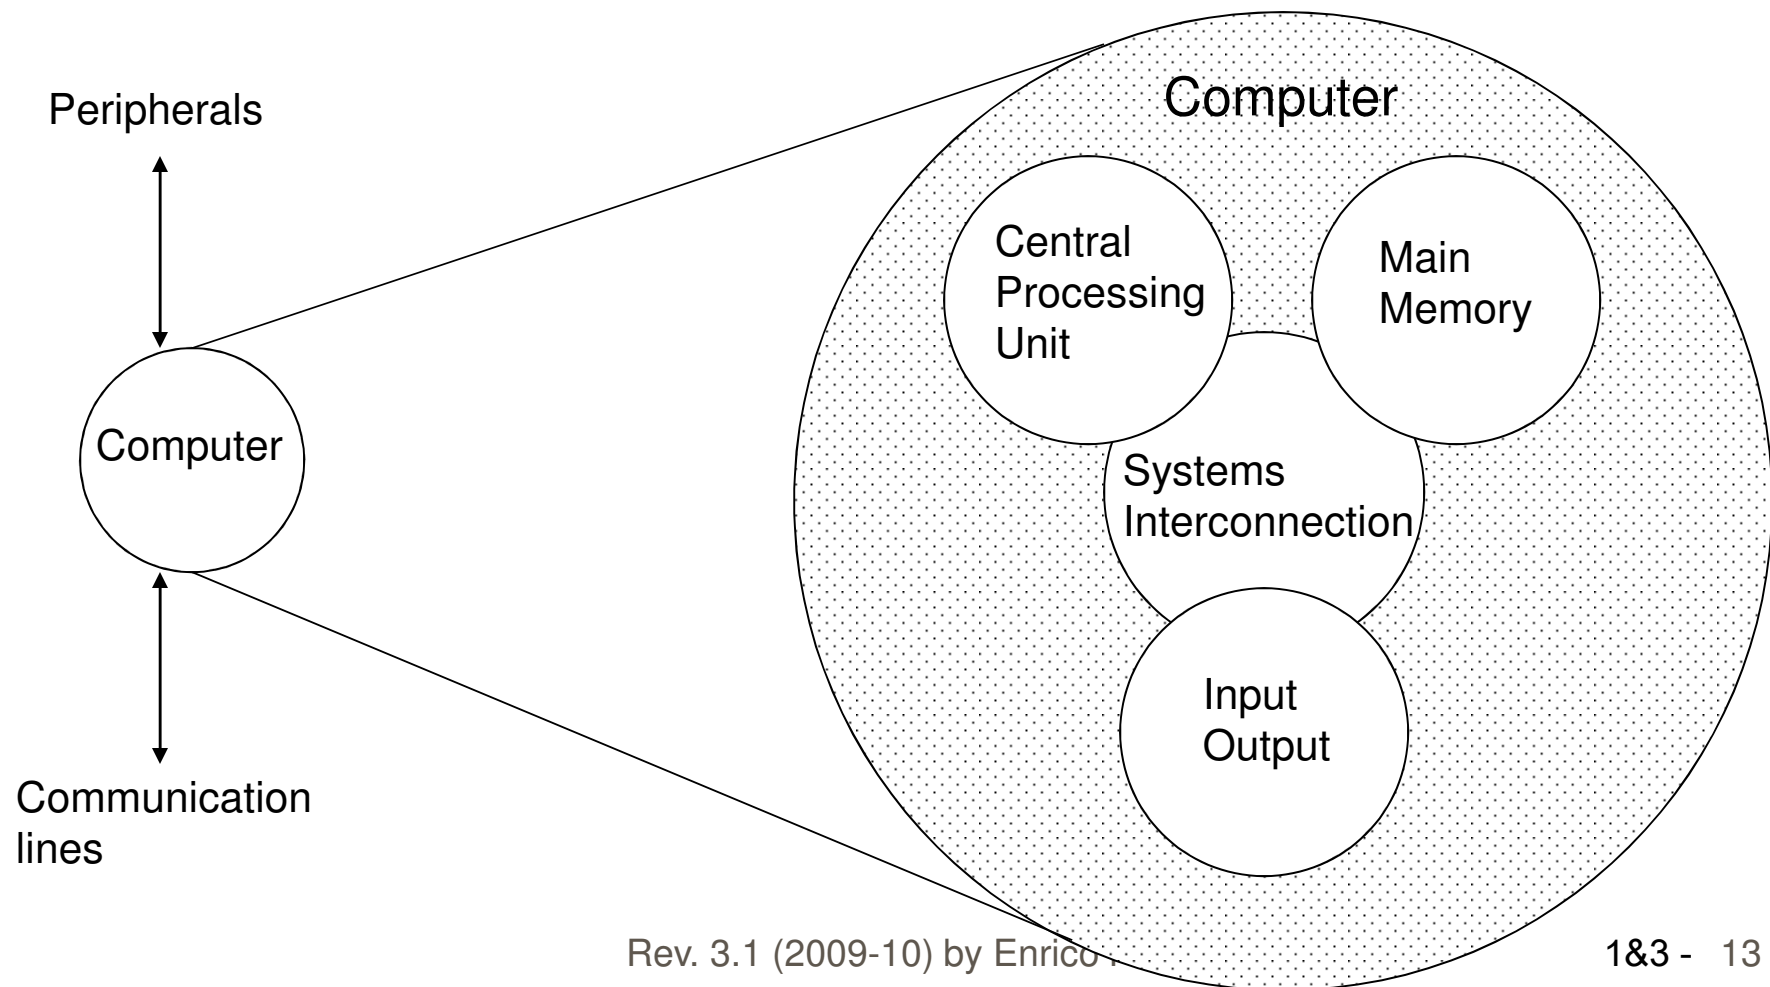 Peripherals
Computer
Communication
lines
Computer
Central
Processing
Unit
Main
Memory
Systems
Interconnection
Input
Output
Rev. 3.1 (2009-10) by Enrico
1&3 - 13